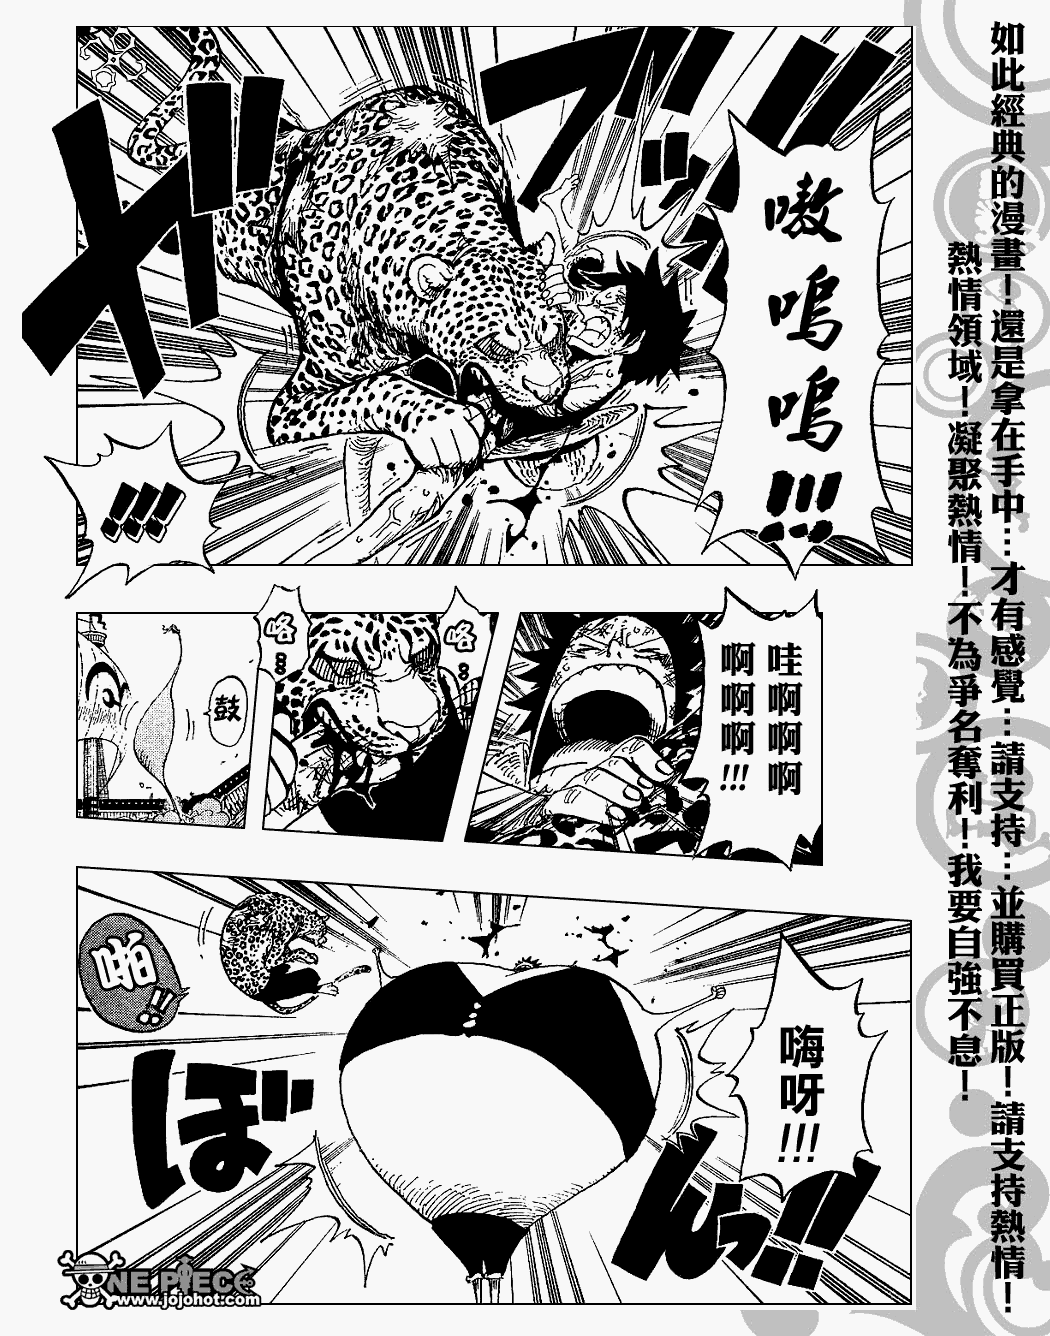 如此經典的漫畫！還是拿在手中…才有感覺…請支持…並購買正版！請支持熱情！
熱情領域！凝聚熱情！不為爭名奪利！我要自強不息！
嗷嗚嗚!!!
ガブッ!!
!!!
哇啊啊啊
啊啊啊!!!
咯…
咯…
鼓
嗨呀!!!
啪!!
ぼんっ!!
ONE PIECE
www.jojohot.com